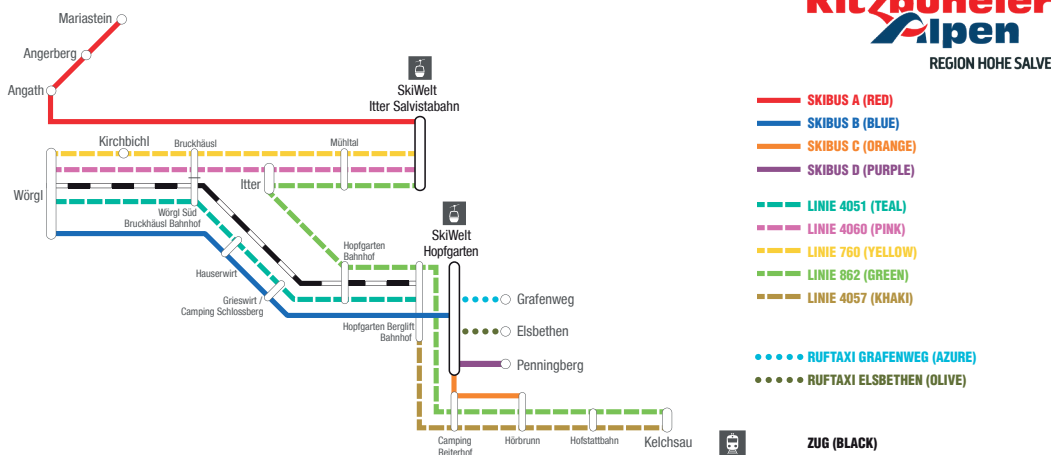 Kitzbüheler
Alpen
REGION HOHE SALVE
Mariastein
Angerberg
Angath
SkiWelt
Itter Salvistabahn
Kirchbichl
Bruckhäusl
Mühltal
Wörgl
Itter
Wörgl Süd
Bruckhäusl Bahnhof
SkiWelt
Hopfgarten
Hopfgarten
Bahnhof
Hauserwirt
Grieswirt /
Camping Schlossberg
Hopfgarten Berglift
Bahnhof
Grafenweg
Elsbethen
Penningberg
Camping
Reiterhof
Hörbrunn
Hofstattbahn
Kelchsau
SKIBUS A (RED)
SKIBUS B (BLUE)
SKIBUS C (ORANGE)
SKIBUS D (PURPLE)
LINIE 4051 (TEAL)
LINIE 4060 (PINK)
LINIE 760 (YELLOW)
LINIE 862 (GREEN)
LINIE 4057 (KHAKI)
RUFTAXI GRAFENWEG (AZURE)
RUFTAXI ELSBETHEN (OLIVE)
ZUG (BLACK)